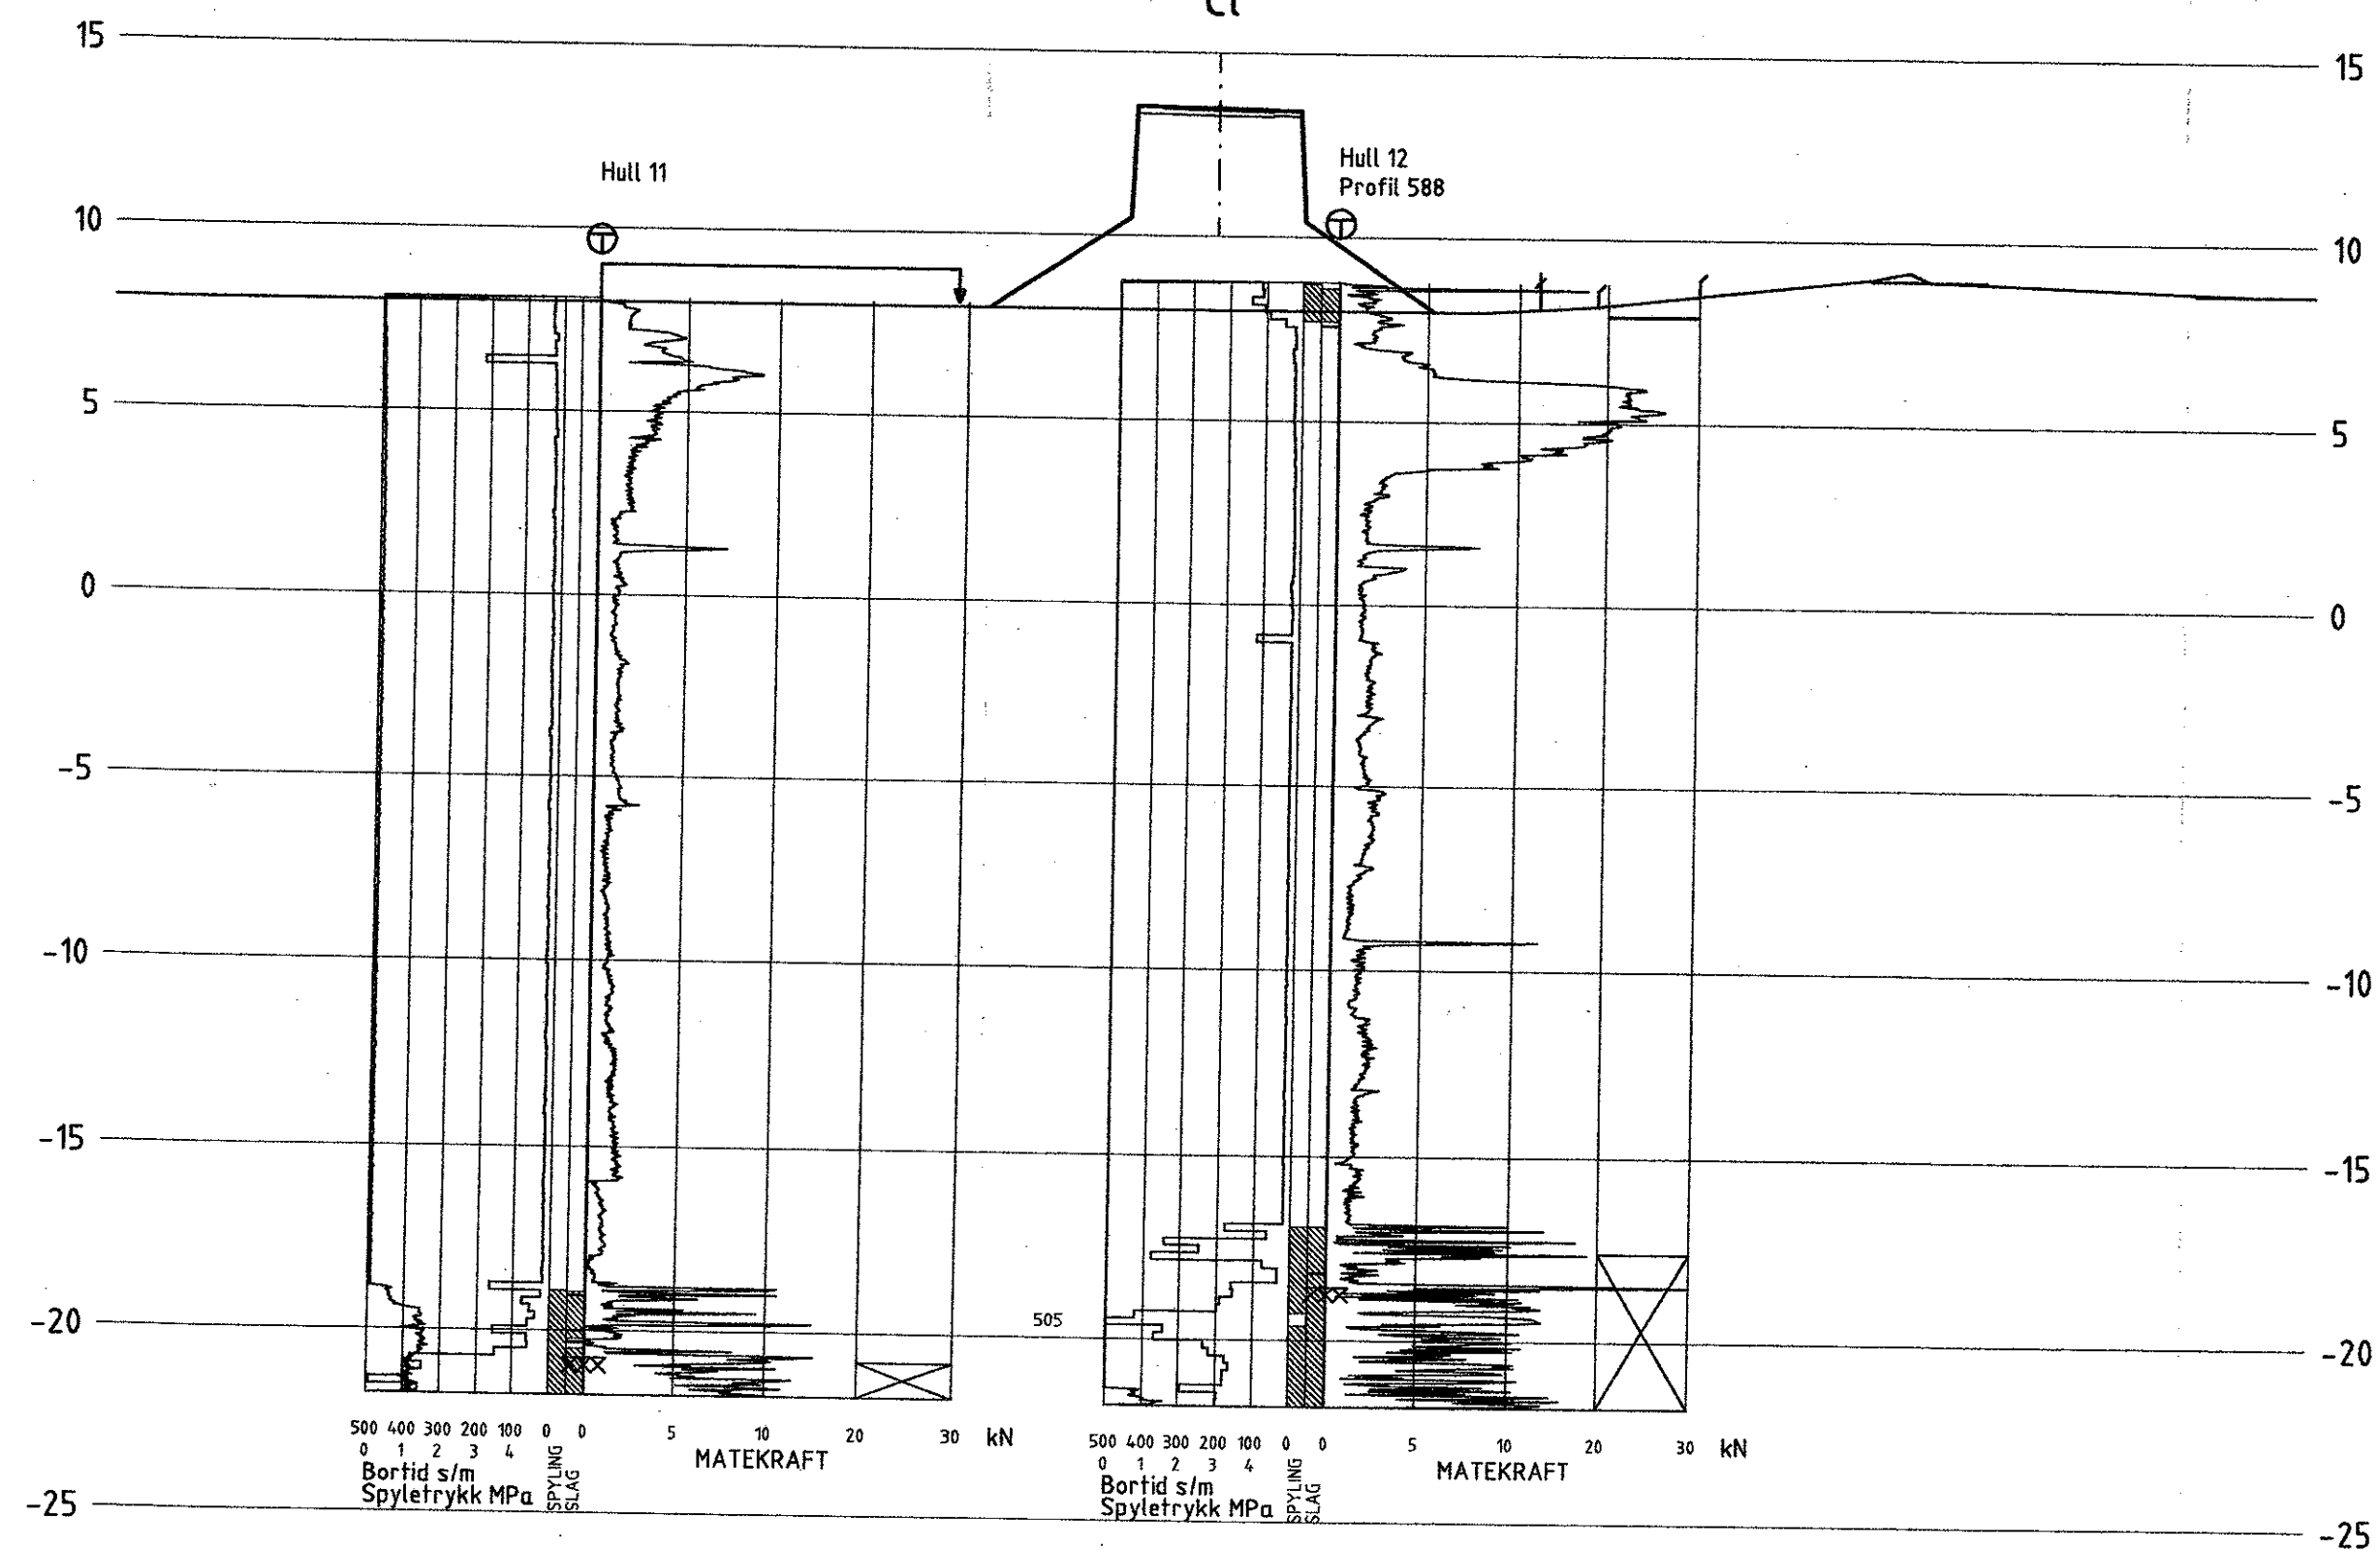 CL
15
15
Hull 11
Hull 12
Profil 588
10
10
5
5
0
0
-5
-5
-10
-10
-15
-15
-20
505
-20
500 400 300 200 100 0 0 5 10 20 30 kN
0 1 2 3 4
Bortid s/m
Spyletrykk MPa
SPYLING
SLAG
MATEKRAFT
500 400 300 200 100 0 0 5 10 20 30 kN
0 1 2 3 4
Bortid s/m
Spyletrykk MPa
SPYLING
SLAG
MATEKRAFT
-25
-25